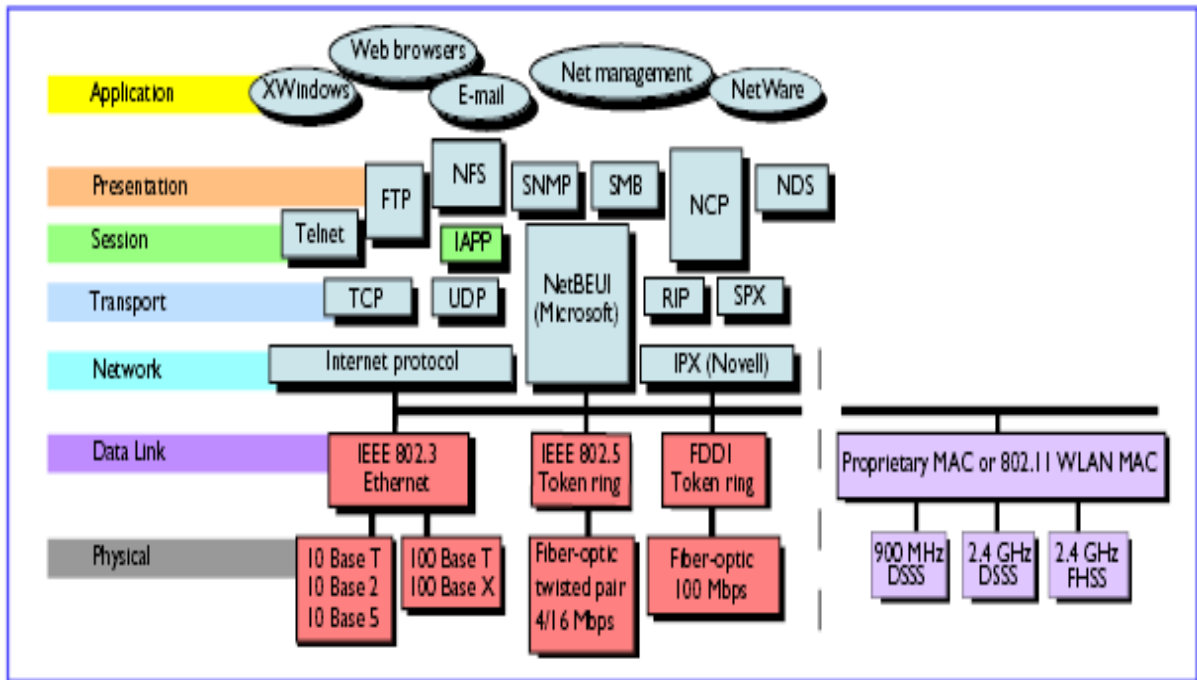 Web browsers
Net management
Application
XWindows
E-mail
NetWare
Presentation
FTP
NFS
SNMP
SMB
NCP
NDS
Session
Telnet
IAPP
NetBEUI
(Microsoft)
Transport
TCP
UDP
RIP
SPX
Network
Internet protocol
IPX (Novell)
Data Link
IEEE 802.3
Ethernet
IEEE 802.5
Token ring
FDDI
Token ring
Proprietary MAC or 802.11 WLAN MAC
Physical
10 Base T
10 Base 2
10 Base 5
100 Base T
100 Base X
Fiber-optic
twisted pair
4/16 Mbps
Fiber-optic
100 Mbps
900 MHz
DSSS
2.4 GHz
DSSS
2.4 GHz
FHSS